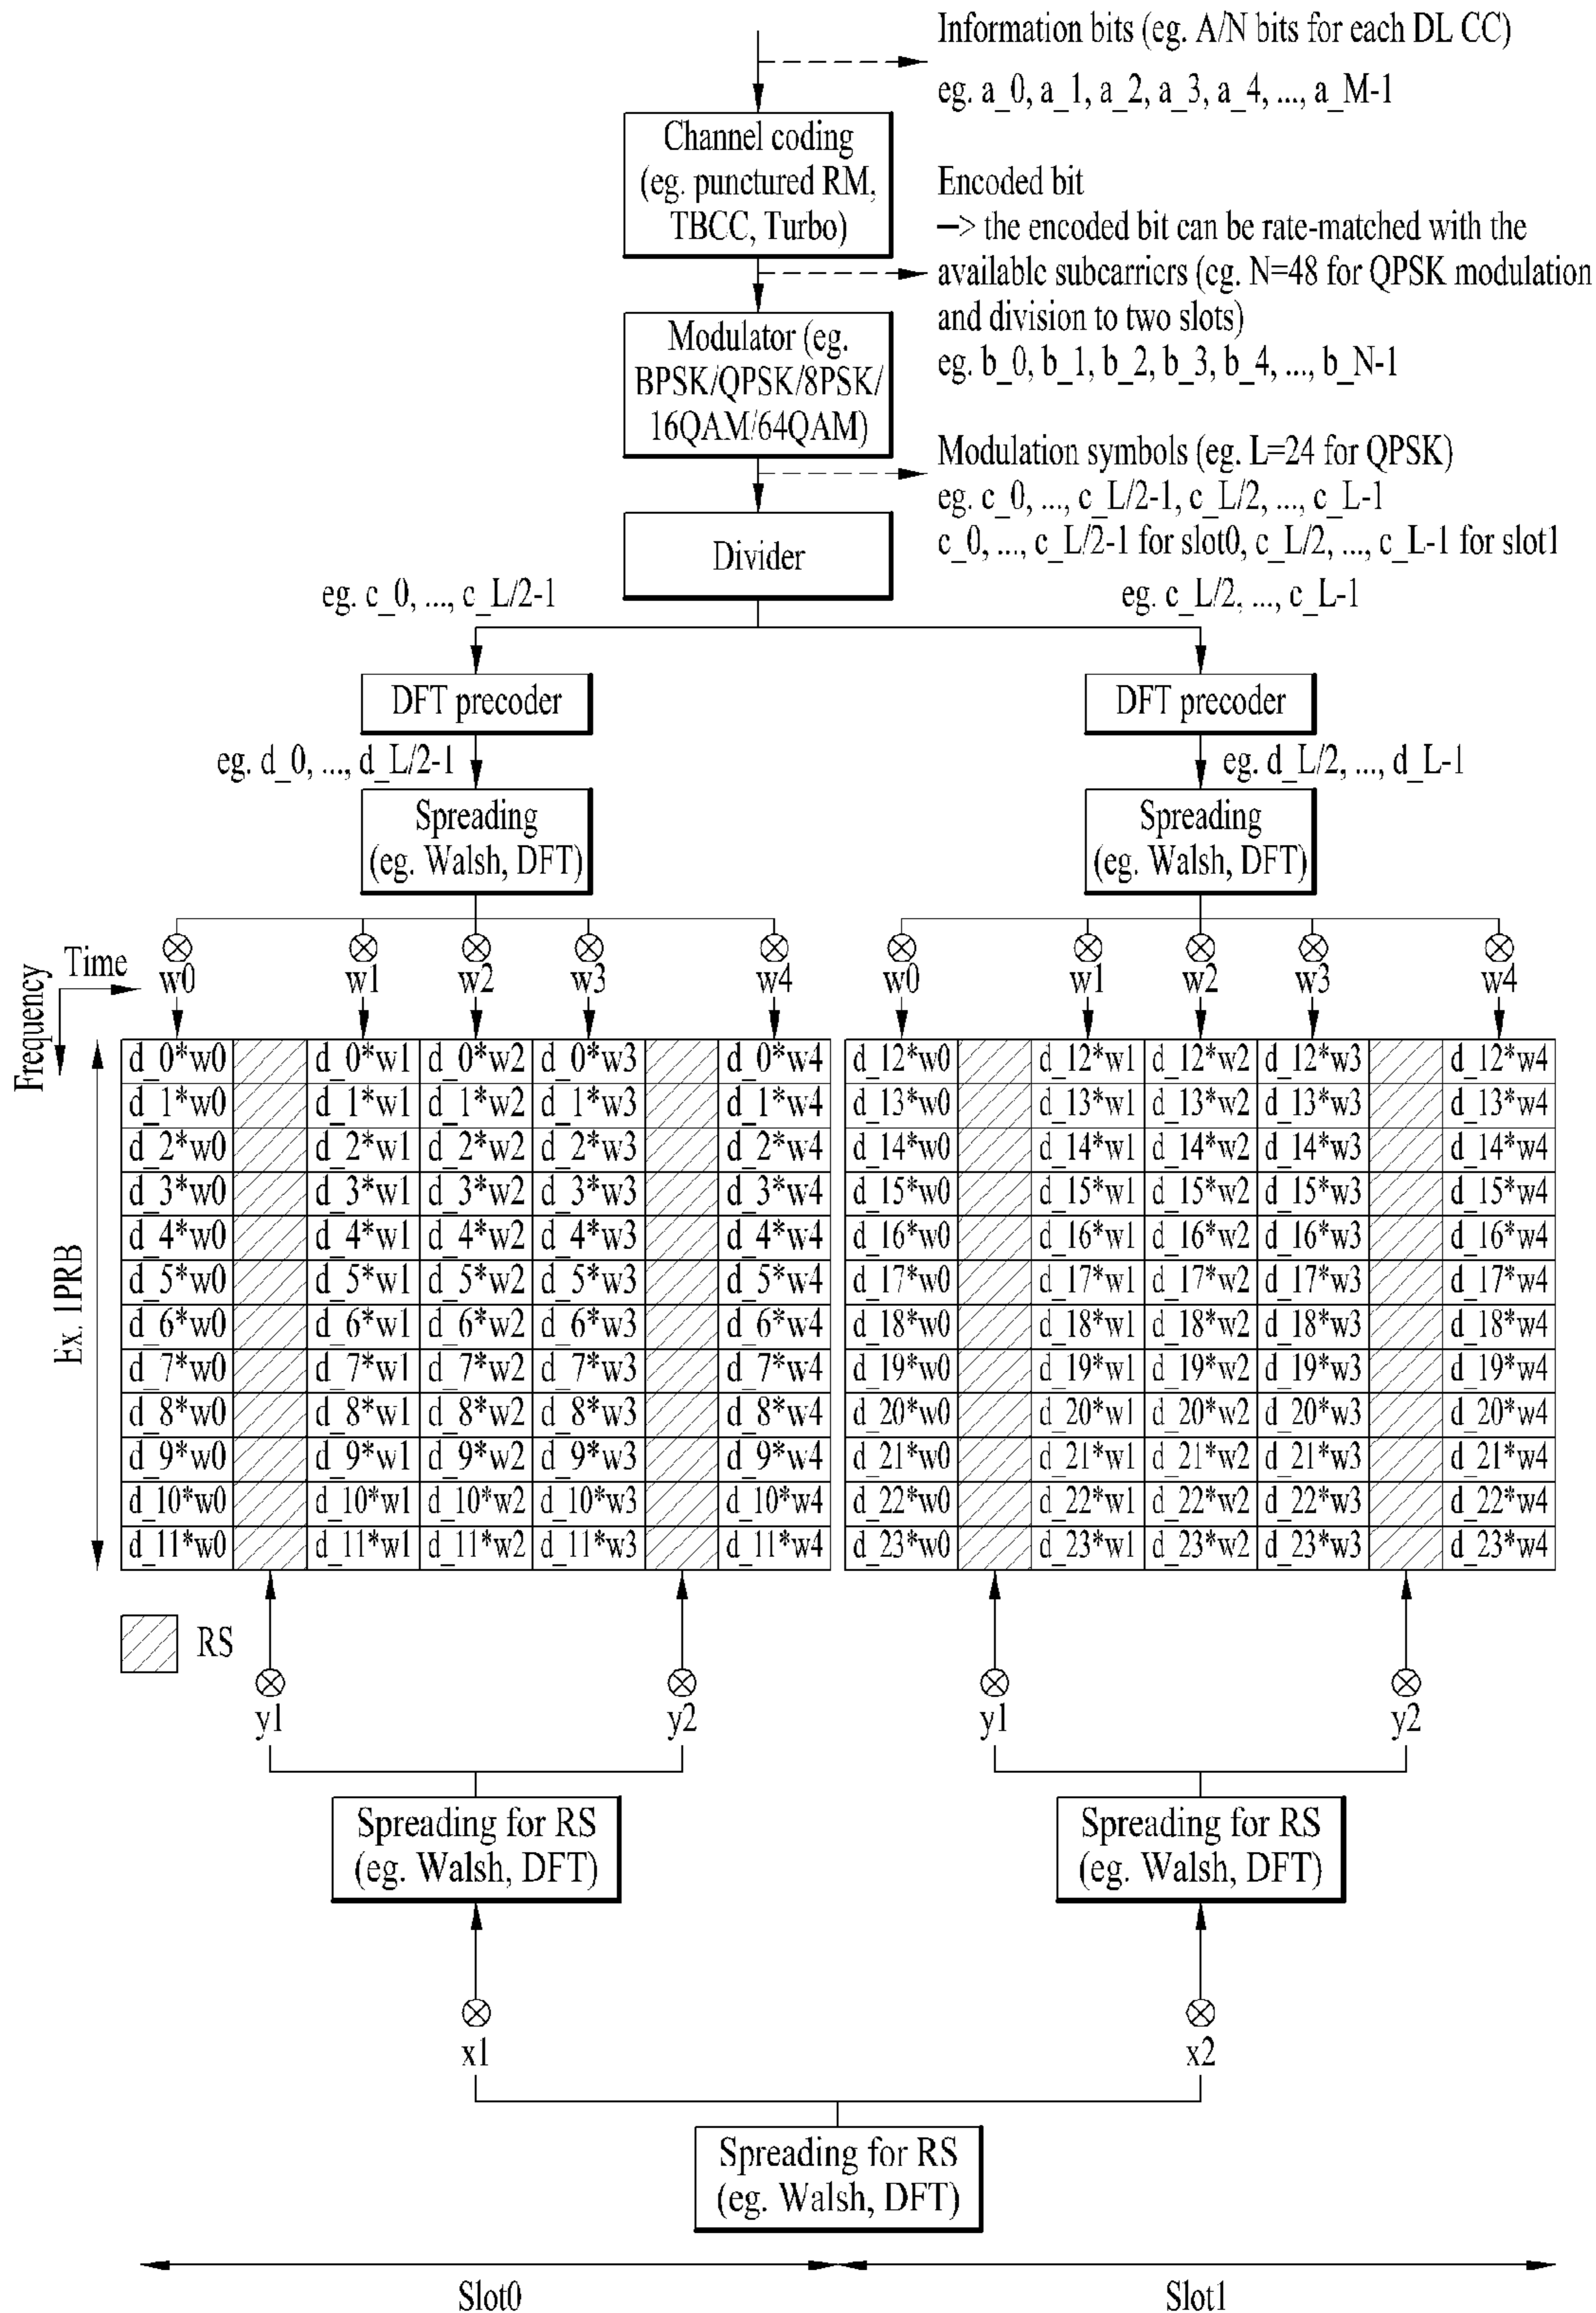 Information bits (eg. A/N bits for each DL CC)
eg. a_0, a_1, a_2, a_3, a_4, ..., a_M-1
Channel coding
(eg. punctured RM,
TBCC, Turbo)
Encoded bit
–> the encoded bit can be rate-matched with the
available subcarriers (eg. N=48 for QPSK modulation
and division to two slots)
eg. b_0, b_1, b_2, b_3, b_4, ..., b_N-1
Modulator (eg.
BPSK/QPSK/8PSK/
16QAM/64QAM)
Modulation symbols (eg. L=24 for QPSK)
eg. c_0, ..., c_L/2-1, c_L/2, ..., c_L-1
c_0, ..., c_L/2-1 for slot0, c_L/2, ..., c_L-1 for slot1
Divider
eg. c_0, ..., c_L/2-1 eg. c_L/2, ..., c_L-1
DFT precoder DFT precoder
eg. d_0, ..., d_L/2-1 eg. d_L/2, ..., d_L-1
Spreading Spreading
(eg. Walsh, DFT) (eg. Walsh, DFT)
Time
Frequency
w0 w1 w2 w3 w4 w0 w1 w2 w3 w4
d_0*w0 d_0*w1 d_0*w2 d_0*w3 d_0*w4 d_12*w0 d_12*w1 d_12*w2 d_12*w3 d_12*w4
d_1*w0 d_1*w1 d_1*w2 d_1*w3 d_1*w4 d_13*w0 d_13*w1 d_13*w2 d_13*w3 d_13*w4
d_2*w0 d_2*w1 d_2*w2 d_2*w3 d_2*w4 d_14*w0 d_14*w1 d_14*w2 d_14*w3 d_14*w4
d_3*w0 d_3*w1 d_3*w2 d_3*w3 d_3*w4 d_15*w0 d_15*w1 d_15*w2 d_15*w3 d_15*w4
d_4*w0 d_4*w1 d_4*w2 d_4*w3 d_4*w4 d_16*w0 d_16*w1 d_16*w2 d_16*w3 d_16*w4
d_5*w0 d_5*w1 d_5*w2 d_5*w3 d_5*w4 d_17*w0 d_17*w1 d_17*w2 d_17*w3 d_17*w4
d_6*w0 d_6*w1 d_6*w2 d_6*w3 d_6*w4 d_18*w0 d_18*w1 d_18*w2 d_18*w3 d_18*w4
d_7*w0 d_7*w1 d_7*w2 d_7*w3 d_7*w4 d_19*w0 d_19*w1 d_19*w2 d_19*w3 d_19*w4
d_8*w0 d_8*w1 d_8*w2 d_8*w3 d_8*w4 d_20*w0 d_20*w1 d_20*w2 d_20*w3 d_20*w4
d_9*w0 d_9*w1 d_9*w2 d_9*w3 d_9*w4 d_21*w0 d_21*w1 d_21*w2 d_21*w3 d_21*w4
d_10*w0 d_10*w1 d_10*w2 d_10*w3 d_10*w4 d_22*w0 d_22*w1 d_22*w2 d_22*w3 d_22*w4
d_11*w0 d_11*w1 d_11*w2 d_11*w3 d_11*w4 d_23*w0 d_23*w1 d_23*w2 d_23*w3 d_23*w4
Ex. 1PRB
RS
y1 y2 y1 y2
Spreading for RS Spreading for RS
(eg. Walsh, DFT) (eg. Walsh, DFT)
x1 x2
Spreading for RS
(eg. Walsh, DFT)
Slot0 Slot1